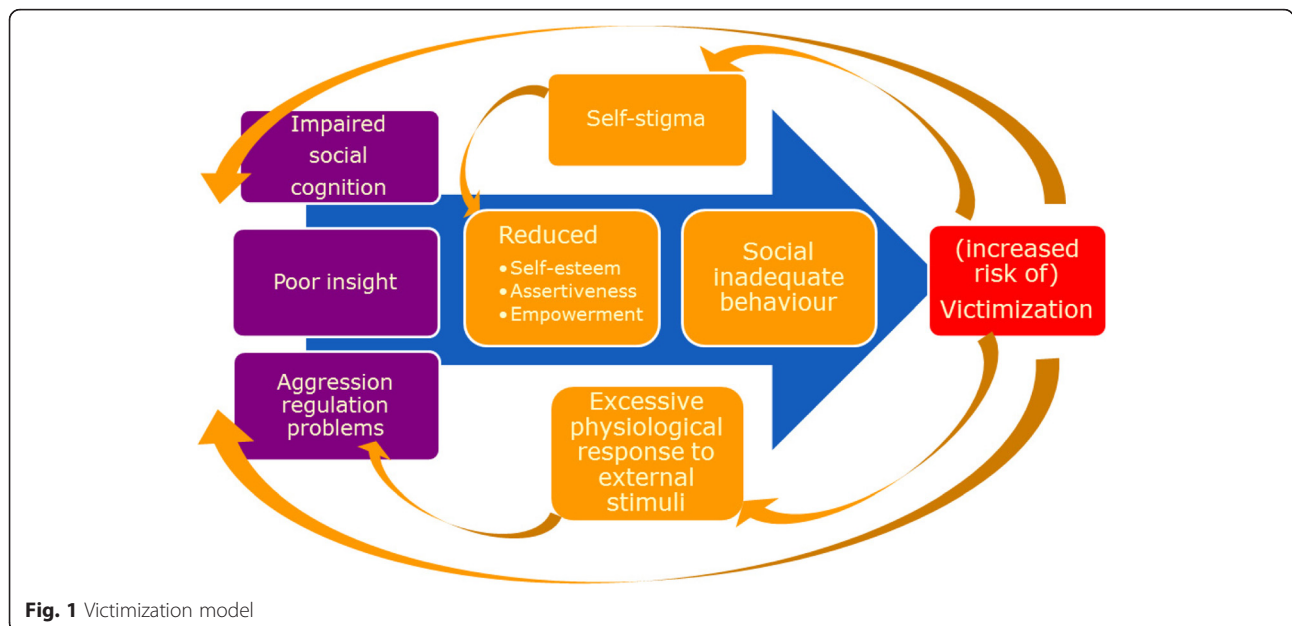 Impaired
social
cognition
Self-stigma
Poor insight
Reduced
•Self-esteem
•Assertiveness
•Empowerment
Social
inadequate
behaviour
(increased
risk of)
Victimization
Aggression
regulation
problems
Excessive
physiological
response to
external
stimuli
Fig. 1 Victimization model